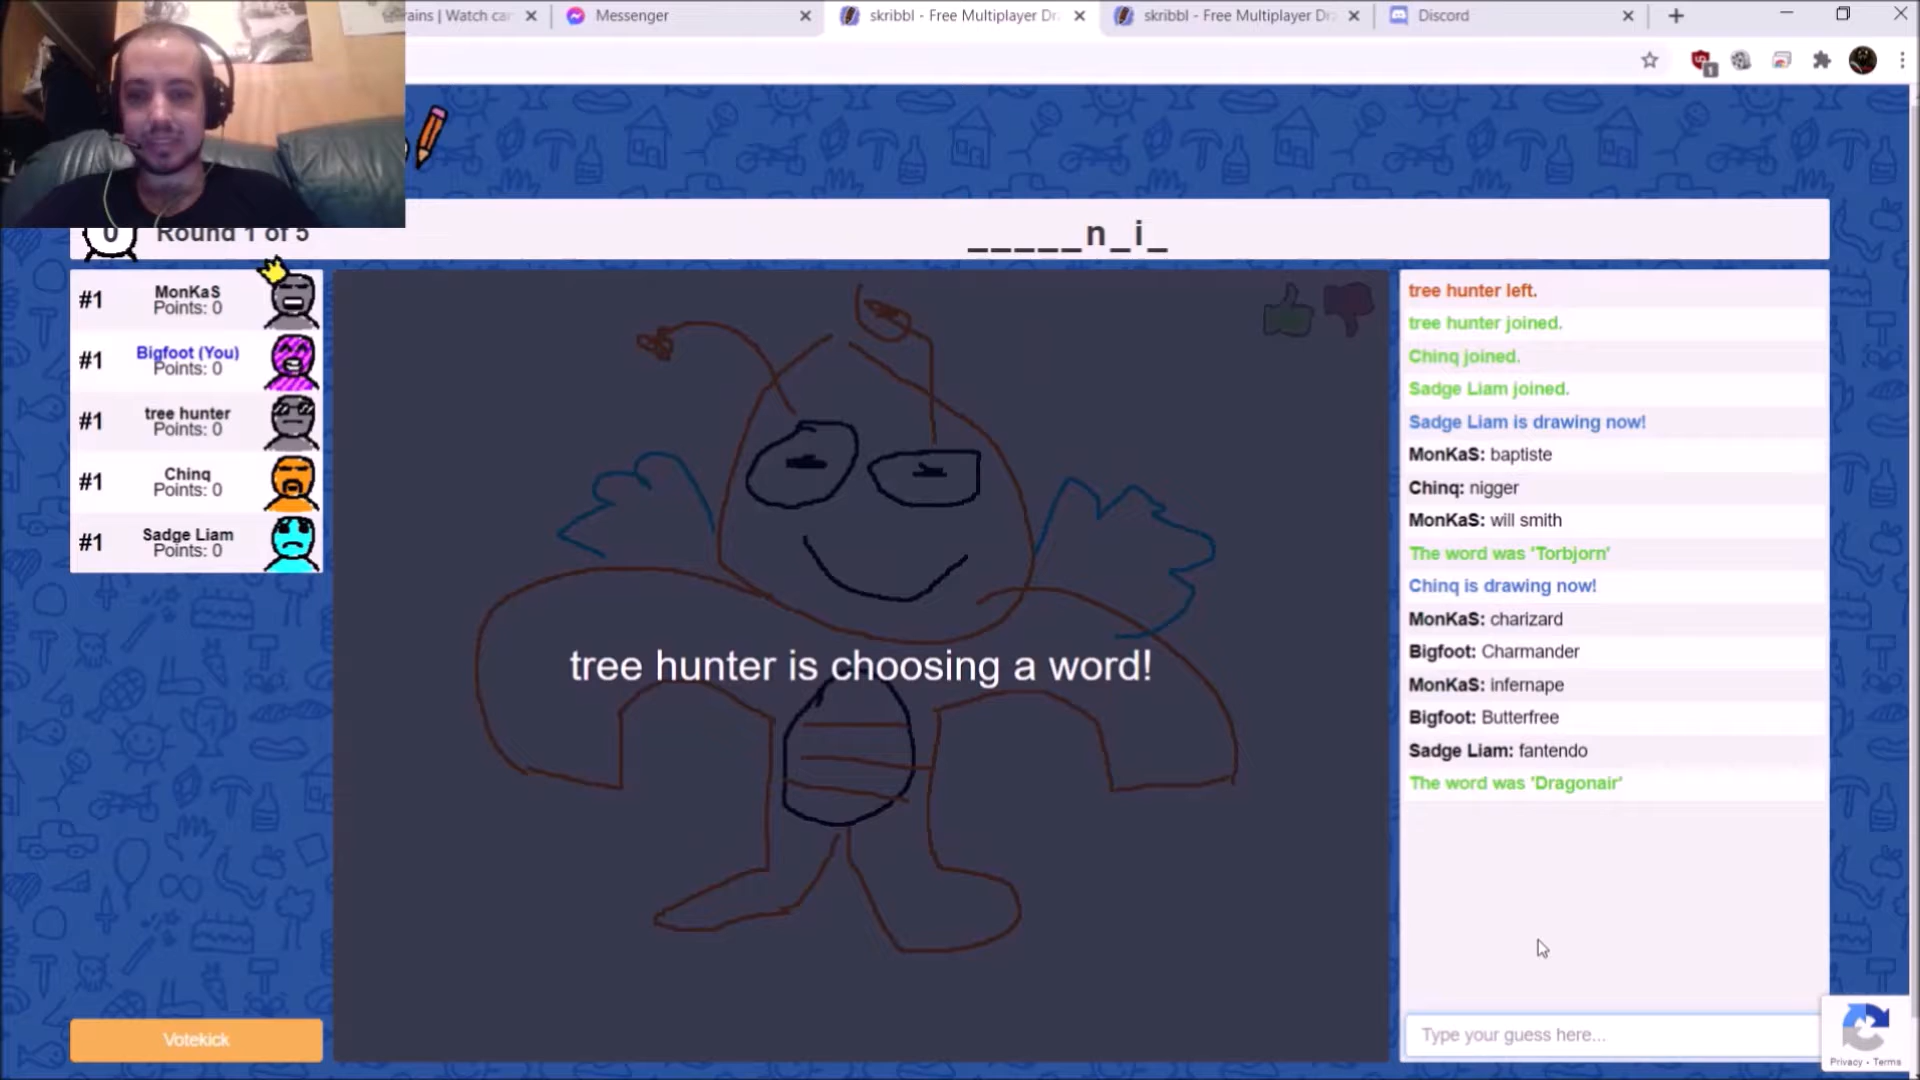 rains | Watch car
Messenger
skribbl - Free Multiplayer Dr
skribbl - Free Multiplayer Dr
Discord
1
0
Round 1 of 5
_____n_i_
#1
MonKaS
Points: 0
#1
Bigfoot (You)
Points: 0
#1
tree hunter
Points: 0
#1
Chinq
Points: 0
#1
Sadge Liam
Points: 0
Votekick
tree hunter is choosing a word!
tree hunter left.
tree hunter joined.
Chinq joined.
Sadge Liam joined.
Sadge Liam is drawing now!
MonKaS: baptiste
Chinq: nigger
MonKaS: will smith
The word was 'Torbjorn'
Chinq is drawing now!
MonKaS: charizard
Bigfoot: Charmander
MonKaS: infernape
Bigfoot: Butterfree
Sadge Liam: fantendo
The word was 'Dragonair'
Type your guess here...
Privacy - Terms